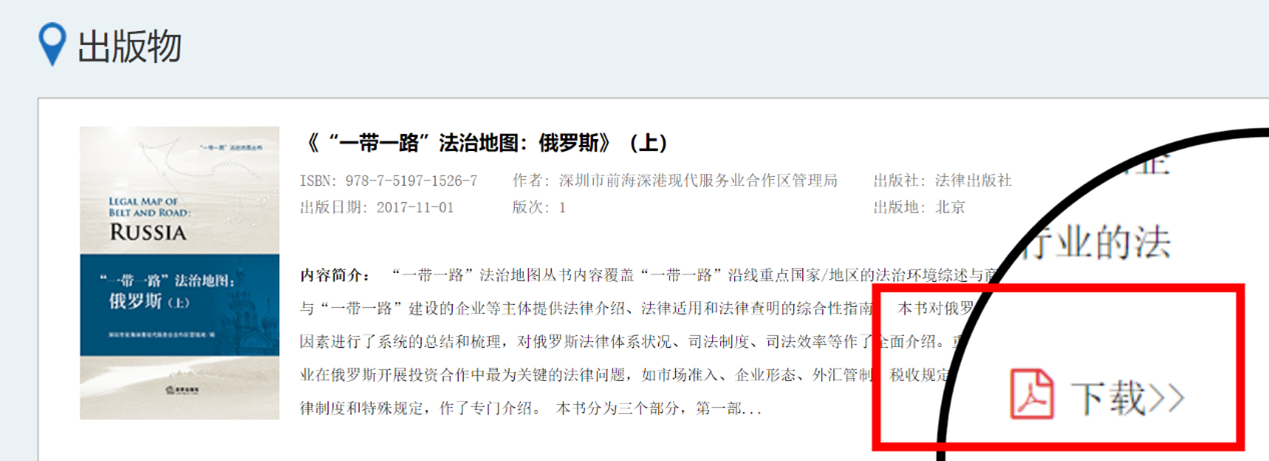 出版物
《“一带一路”法治地图：俄罗斯》（上）
ISBN: 978-7-5197-1526-7 作者: 深圳市前海深港现代服务业合作区管理局 出版社: 法律出版社
出版日期: 2017-11-01 版次: 1 出版地: 北京
内容简介： “一带一路”法治地图丛书内容覆盖“一带一路”沿线重点国家/地区的法治环境综述与商
与“一带一路”建设的企业等主体提供法律介绍、法律适用和法律查明的综合性指南 本书对俄罗
因素进行了系统的总结和梳理，对俄罗斯法律体系状况、司法制度、司法效率等作了全面介绍。重
业在俄罗斯开展投资合作中最为关键的法律问题，如市场准入、企业形态、外汇管制 税收规定
律制度和特殊规定，作了专门介绍。 本书分为三个部分，第一部...
“一带一路”法治地图丛书
LEGAL MAP OF
BELT AND ROAD:
RUSSIA
“一带一路”法治地图：
俄罗斯（上）
深圳市前海深港现代服务业合作区管理局 编
法律出版社
行业的法
下载>>